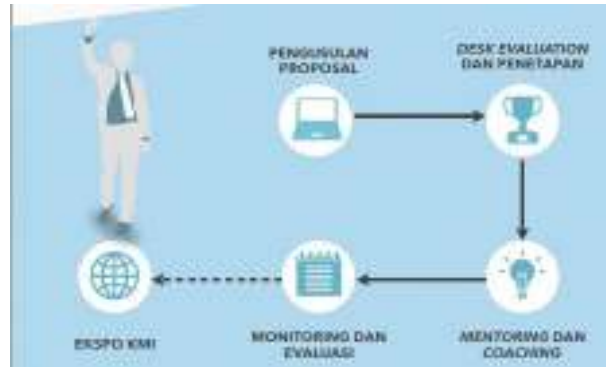 PENGUSULAN
PROPOSAL
DESK EVALUATION
DAN PENETAPAN
EKSPO KMI
MONITORING DAN
EVALUASI
MENTORING DAN
COACHING